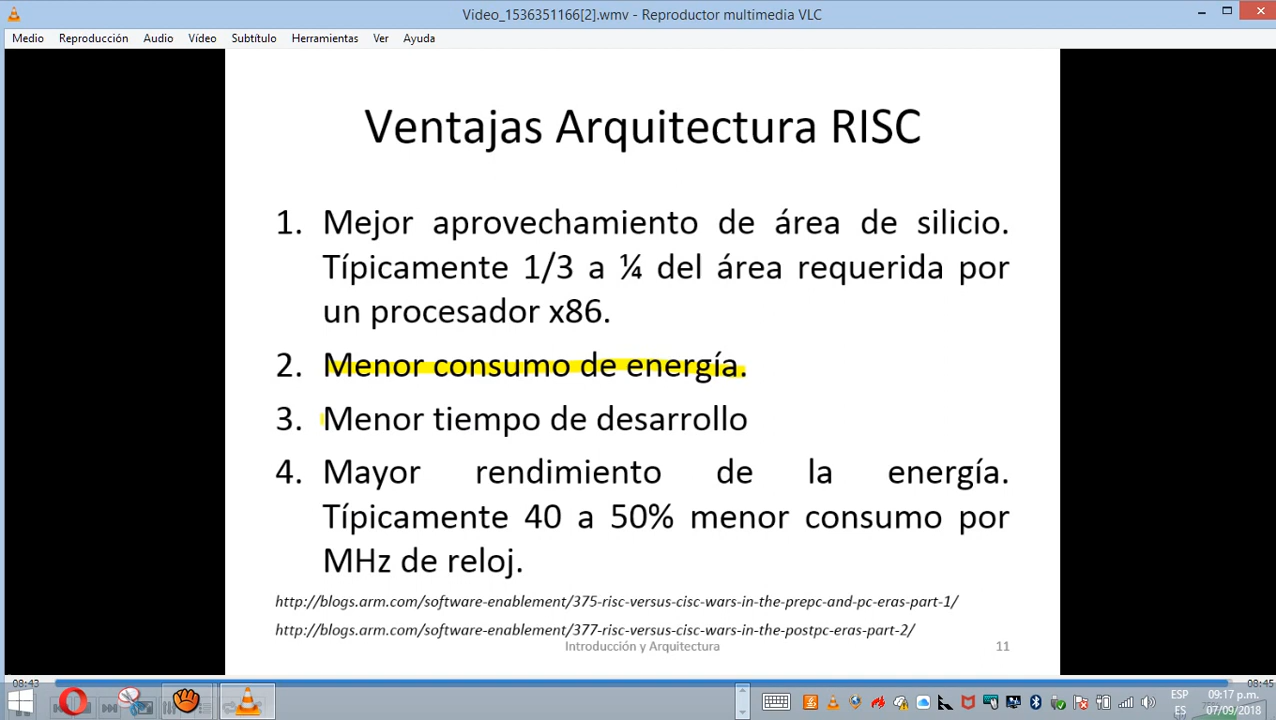 Video_1536351166[2].wmv - Reproductor multimedia VLC
Medio Reproducción Audio Vídeo Subtítulo Herramientas Ver Ayuda
Ventajas Arquitectura RISC
1. Mejor aprovechamiento de área de silicio.
Típicamente 1/3 a ¼ del área requerida por
un procesador x86.
2. Menor consumo de energía.
3. Menor tiempo de desarrollo
4. Mayor rendimiento de la energía.
Típicamente 40 a 50% menor consumo por
MHz de reloj.
http://blogs.arm.com/software-enablement/375-risc-versus-cisc-wars-in-the-prepc-and-pc-eras-part-1/
http://blogs.arm.com/software-enablement/377-risc-versus-cisc-wars-in-the-postpc-eras-part-2/
Introducción y Arquitectura 11
08:43 08:45
ESP 09:17 p.m.
ES 07/09/2018